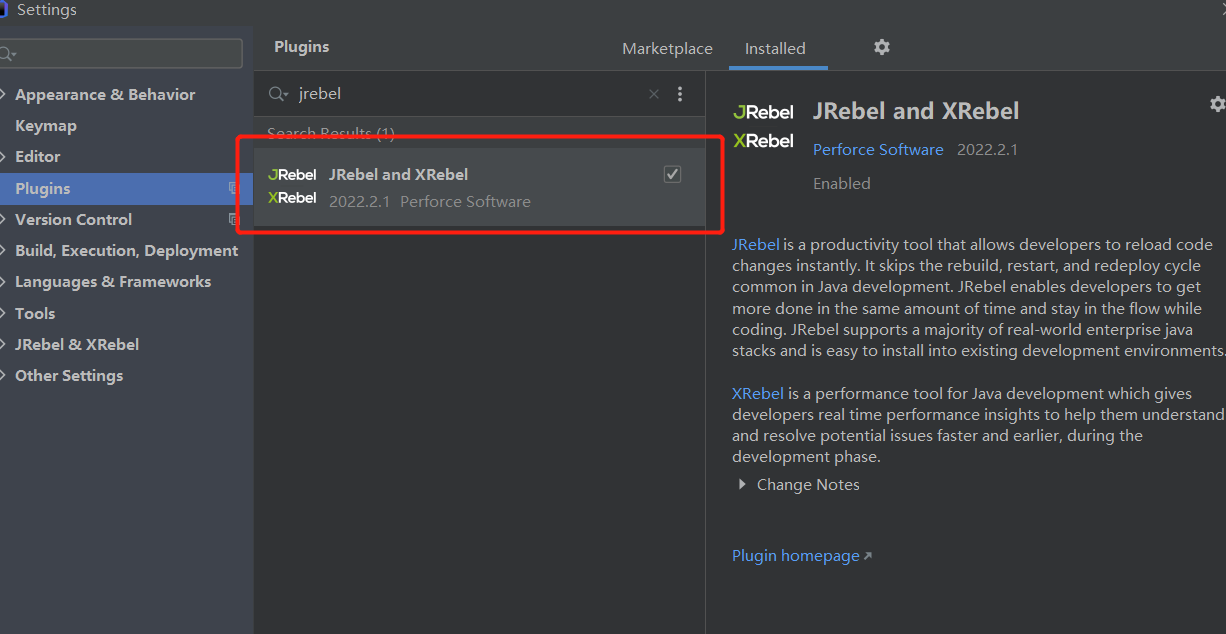 Settings
Appearance & Behavior
Keymap
Editor
Plugins
Version Control
Build, Execution, Deployment
Languages & Frameworks
Tools
JRebel & XRebel
Other Settings
Plugins
Marketplace
Installed
jrebel
Search Results (1)
JRebel
XRebel
JRebel and XRebel
2022.2.1 Perforce Software
JRebel
XRebel
JRebel and XRebel
Perforce Software 2022.2.1
Enabled
JRebel is a productivity tool that allows developers to reload code
changes instantly. It skips the rebuild, restart, and redeploy cycle
common in Java development. JRebel enables developers to get
more done in the same amount of time and stay in the flow while
coding. JRebel supports a majority of real-world enterprise java
stacks and is easy to install into existing development environments.
XRebel is a performance tool for Java development which gives
developers real time performance insights to help them understand
and resolve potential issues faster and earlier, during the
development phase.
Change Notes
Plugin homepage